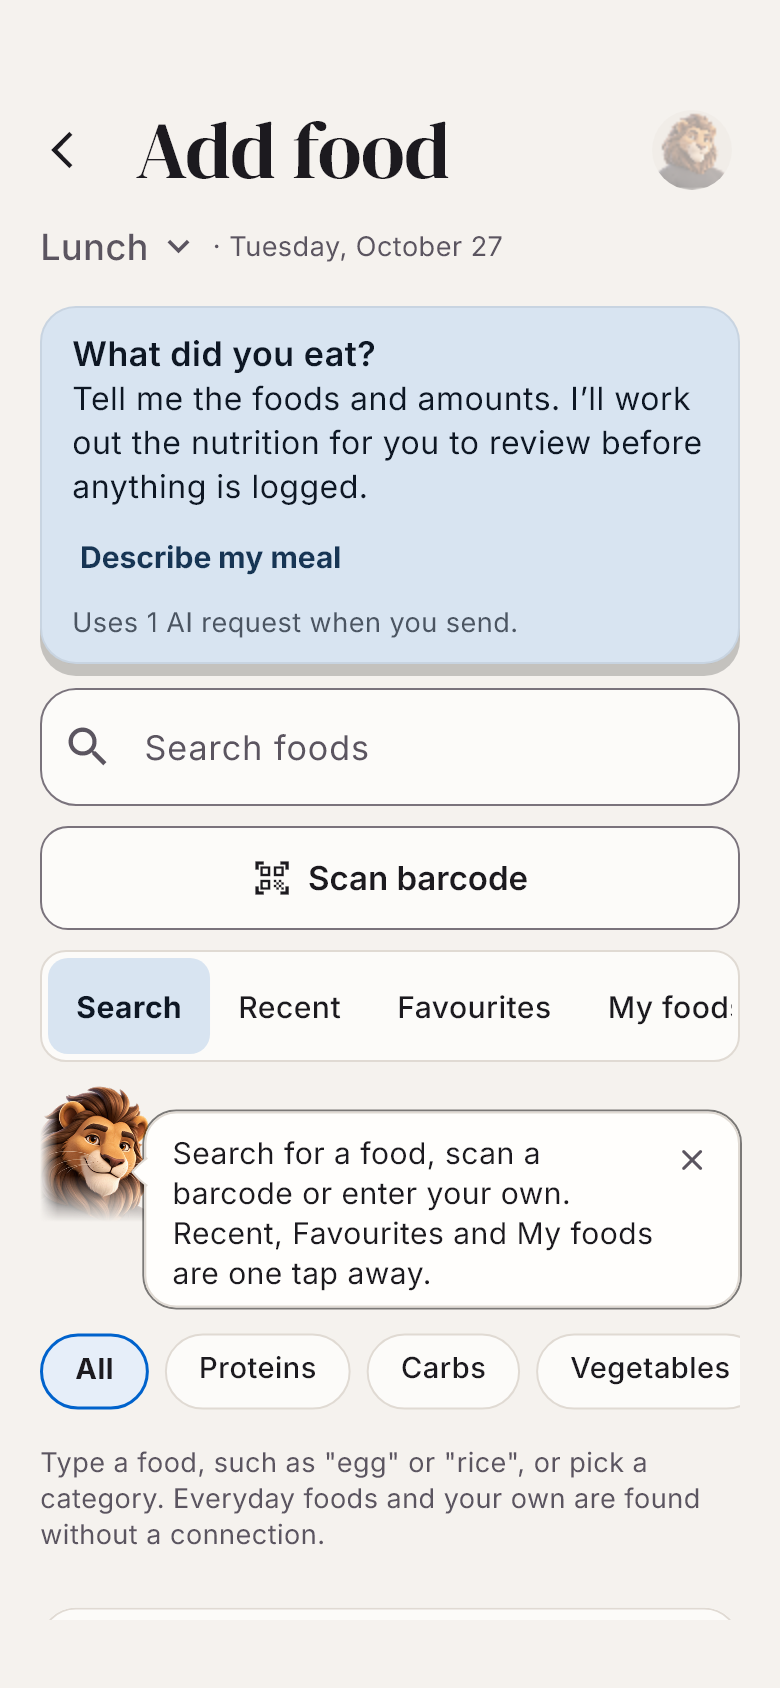 Add food
Lunch · Tuesday, October 27
What did you eat?
Tell me the foods and amounts. I’ll work
out the nutrition for you to review before
anything is logged.
Describe my meal
Uses 1 AI request when you send.
Search foods
Scan barcode
Search Recent Favourites My foods
Search for a food, scan a
barcode or enter your own.
Recent, Favourites and My foods
are one tap away.
All Proteins Carbs Vegetables
Type a food, such as "egg" or "rice", or pick a
category. Everyday foods and your own are found
without a connection.